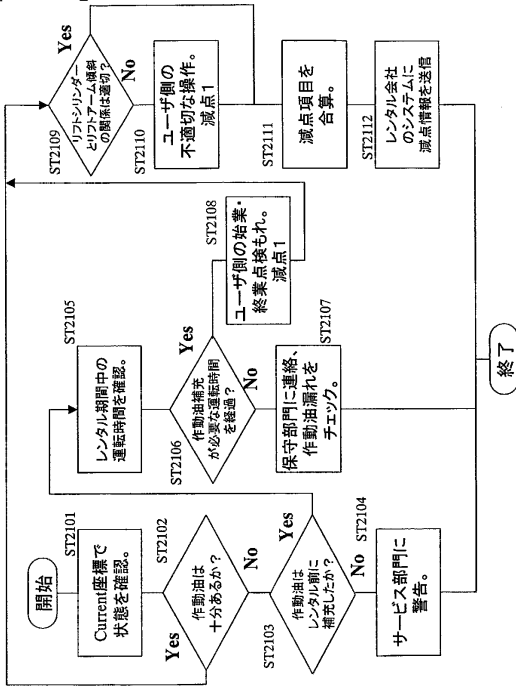 開始
ST2101
Current座標で
状態を確認。
ST2102
作動油は
十分あるか?
Yes
No
ST2103
作動油は
レンタル前に
補充したか?
Yes
No
ST2104
サービス部門に
警告。
ST2105
レンタル期間中の
運転時間を確認。
ST2106
作動油補充
が必要な運転時間
を経過?
Yes
No
ST2107
保守部門に連絡、
作動油漏れを
チェック。
ST2108
ユーザ側の始業・
終業点検もれ。
減点1
ST2109
リフトシリンダー
とリフトアーム傾斜
の関係は適切?
Yes
No
ST2110
ユーザ側の
不適切な操作。
減点1
ST2111
減点項目を
合算。
ST2112
レンタル会社
のシステムに
減点情報を送信
終了